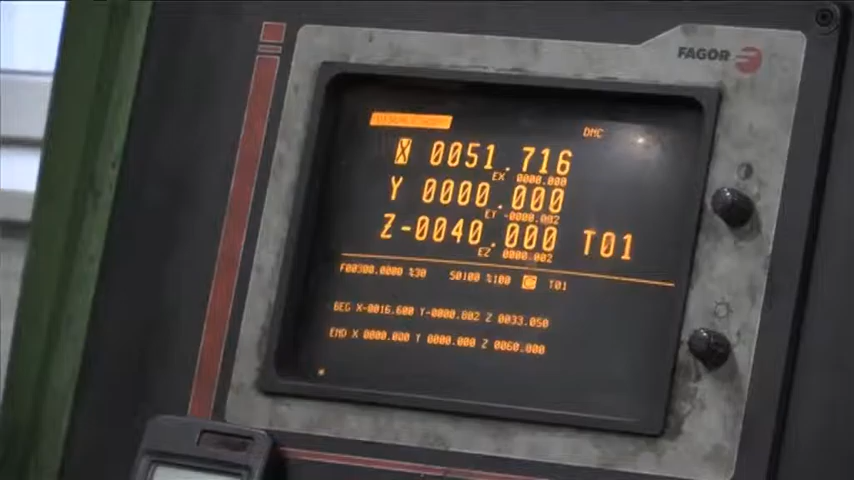 FAGOR
DMC
X 0051.716
EX 0000.000
Y 0000.000
EY -0000.002
Z-0040.000 T01
EZ 0000.002
F00300.0000 %30 S0100 %100 T01
BEG X-0016.600 Y-0000.802 Z 0033.050
END X 0000.000 Y 0000.000 Z 0060.000